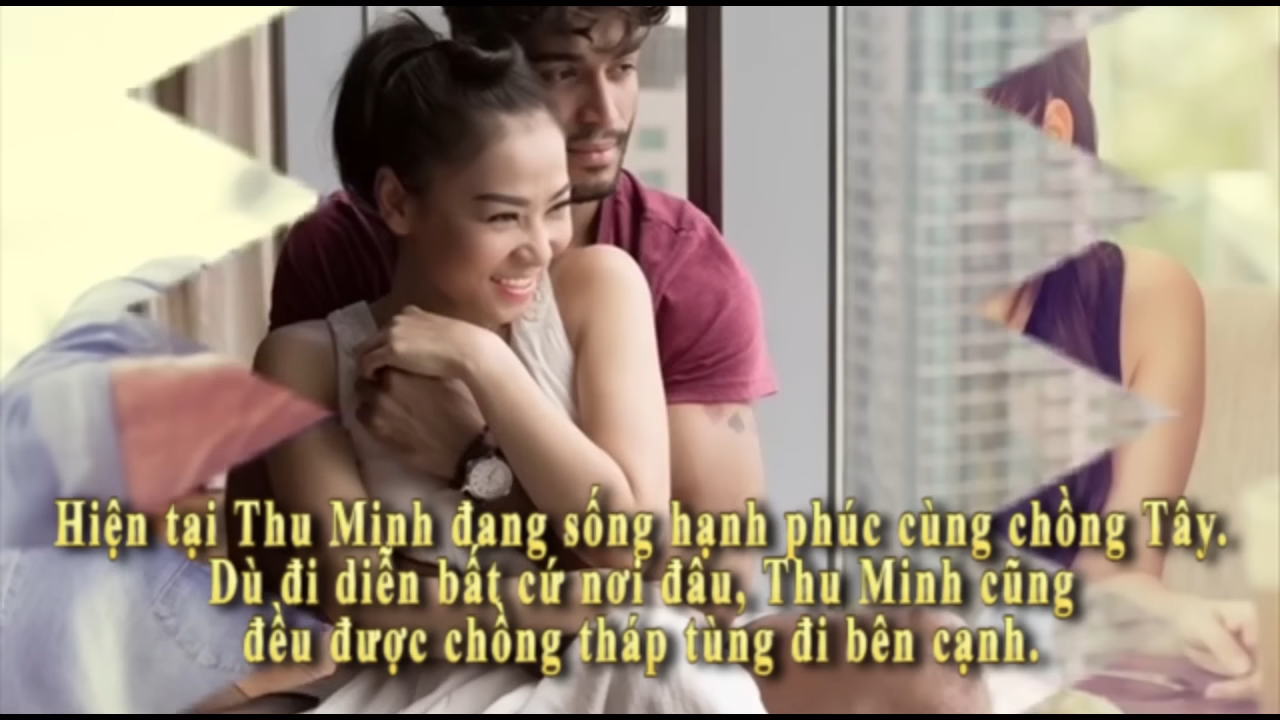 Hiện tại Thu Minh đang sống hạnh phúc cùng chồng Tây.
Dù đi diễn bất cứ nơi đâu, Thu Minh cũng
đều được chồng tháp tùng đi bên cạnh.